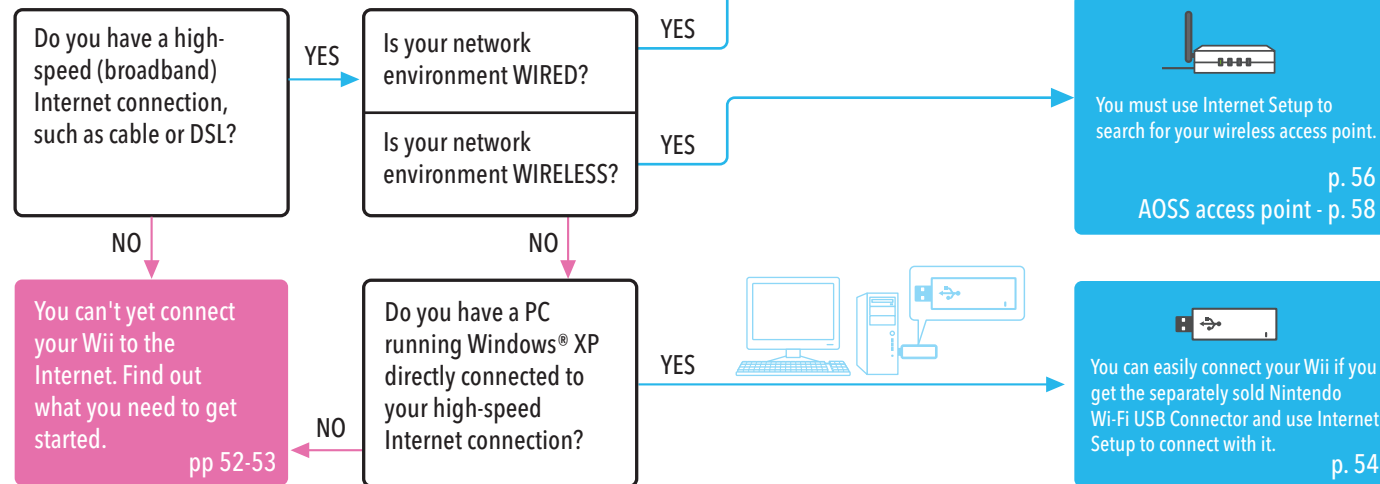 Do you have a high-
speed (broadband)
Internet connection,
such as cable or DSL?
YES
NO
Is your network
environment WIRED?
YES
Is your network
environment WIRELESS?
YES
NO
You must use Internet Setup to
search for your wireless access point.
p. 56
AOSS access point - p. 58
You can't yet connect
your Wii to the
Internet. Find out
what you need to get
started.
pp 52-53
NO
Do you have a PC
running Windows® XP
directly connected to
your high-speed
Internet connection?
YES
You can easily connect your Wii if you
get the separately sold Nintendo
Wi-Fi USB Connector and use Internet
Setup to connect with it.
p. 54